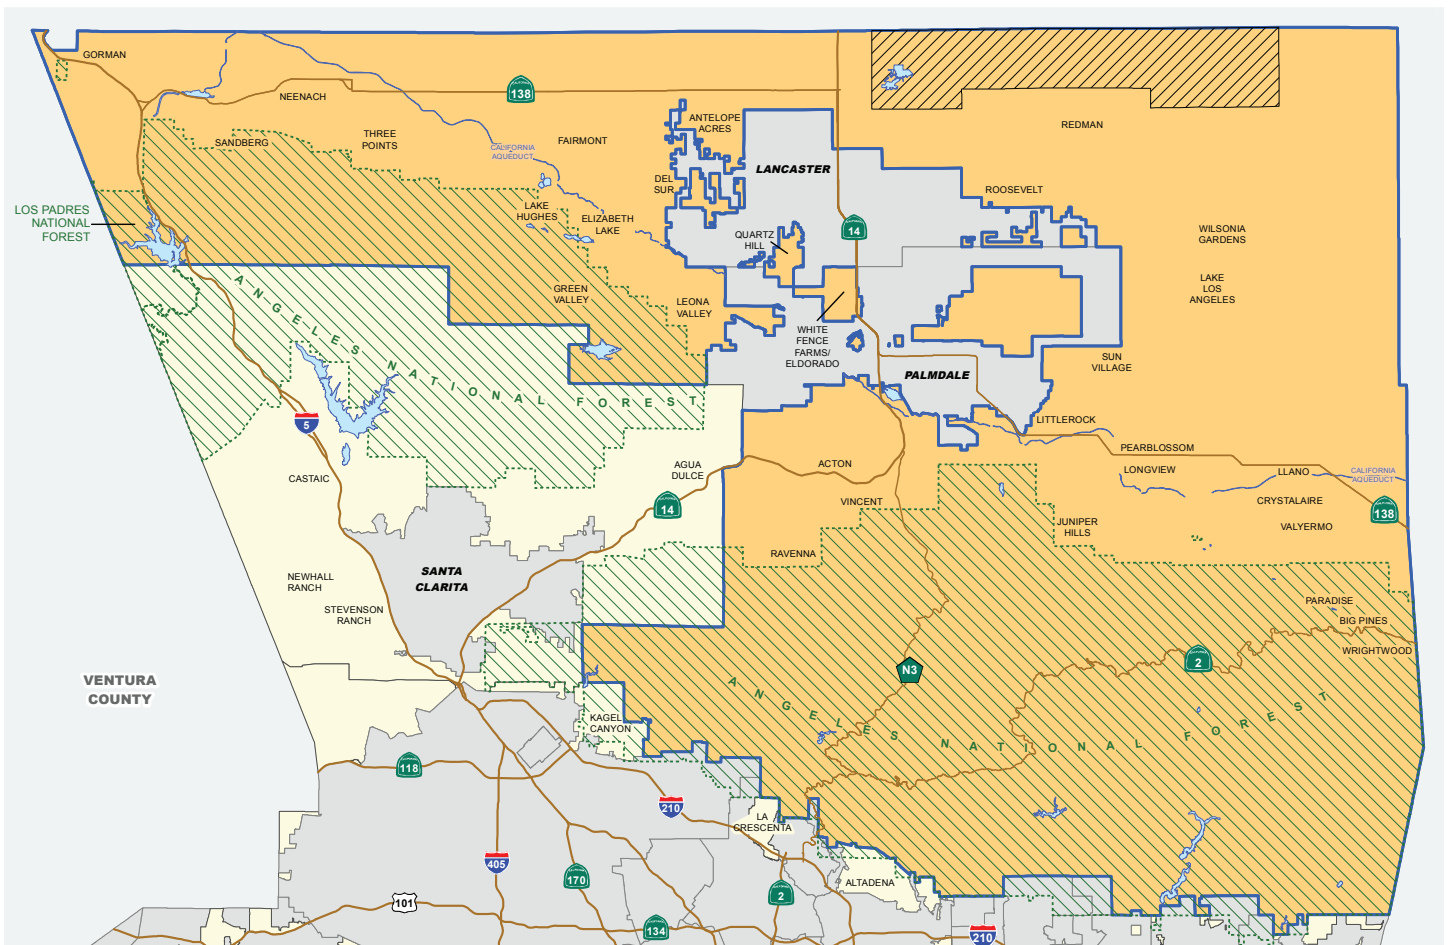 GORMAN
NEENACH
138
SANDBERG
THREE
POINTS
FAIRMONT
CALIFORNIA
AQUEDUCT
ANTELOPE
ACRES
REDMAN
LANCASTER
DEL
SUR
ROOSEVELT
LAKE
HUGHES
ELIZABETH
LAKE
LOS PADRES
NATIONAL
FOREST
QUARTZ
HILL
14
WILSONIA
GARDENS
LAKE
LOS
ANGELES
GREEN
VALLEY
LEONA
VALLEY
WHITE
FENCE
FARMS/
ELDORADO
ANGELES NATIONAL FOREST
SUN
VILLAGE
PALMDALE
5
LITTLEROCK
PEARBLOSSOM
ACTON
AGUA
DULCE
LONGVIEW
LLANO
CALIFORNIA
AQUEDUCT
CASTAIC
14
VINCENT
CRYSTALAIRE
138
JUNIPER
HILLS
VALYERMO
RAVENNA
SANTA
CLARITA
NEWHALL
RANCH
STEVENSON
RANCH
PARADISE
BIG PINES
WRIGHTWOOD
2
N3
VENTURA
COUNTY
ANGELES NATIONAL FOREST
KAGEL
CANYON
118
210
LA
CRESCENTA
405
170
ALTADENA
2
101
134
210